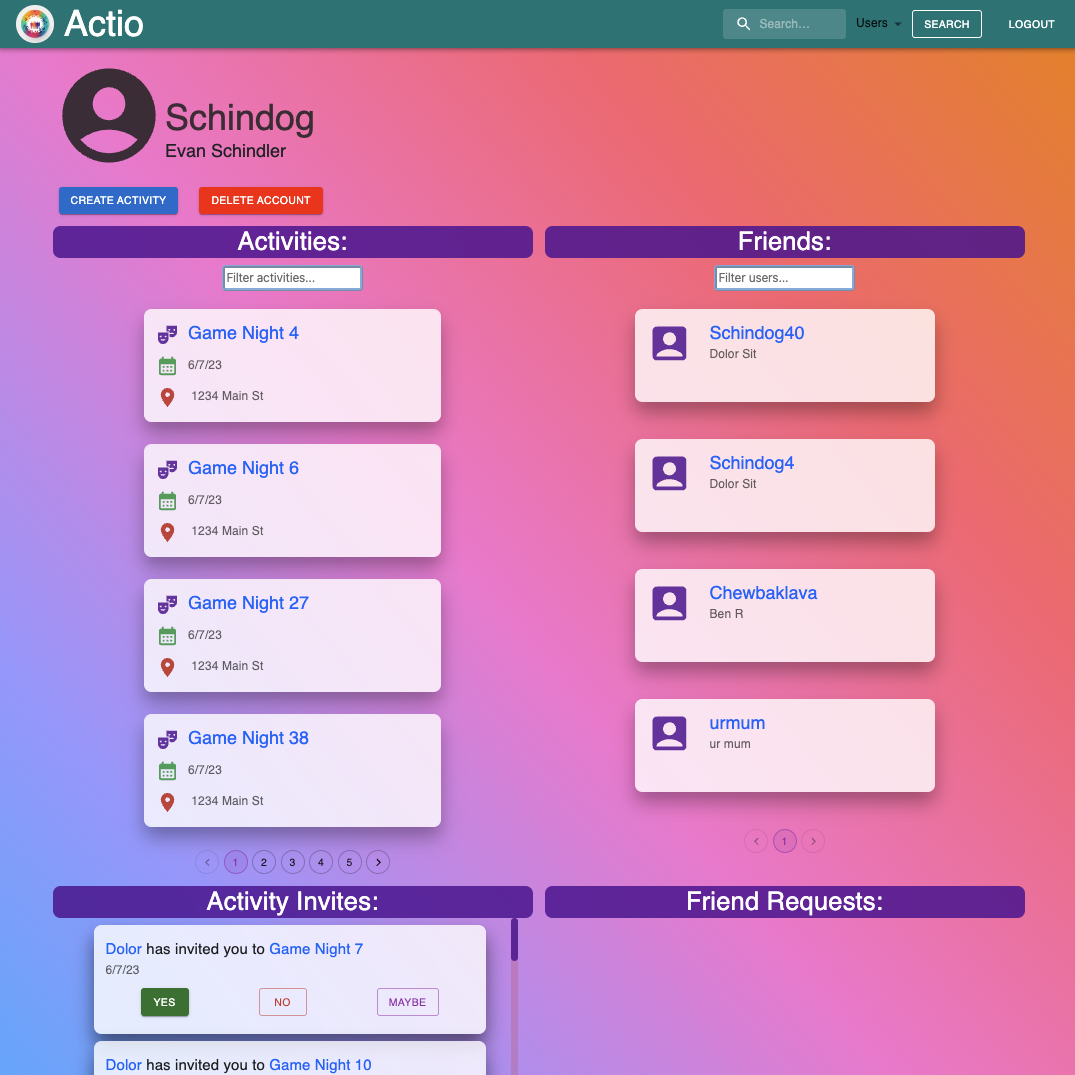 Actio
Search...
Users
SEARCH
LOGOUT
Schindog
Evan Schindler
CREATE ACTIVITY
DELETE ACCOUNT
Activities:
Filter activities...
Game Night 4
6/7/23
1234 Main St
Game Night 6
6/7/23
1234 Main St
Game Night 27
6/7/23
1234 Main St
Game Night 38
6/7/23
1234 Main St
1 2 3 4 5
Friends:
Filter users...
Schindog40
Dolor Sit
Schindog4
Dolor Sit
Chewbaklava
Ben R
urmum
ur mum
1
Activity Invites:
Dolor has invited you to Game Night 7
6/7/23
YES
NO
MAYBE
Dolor has invited you to Game Night 10
Friend Requests: